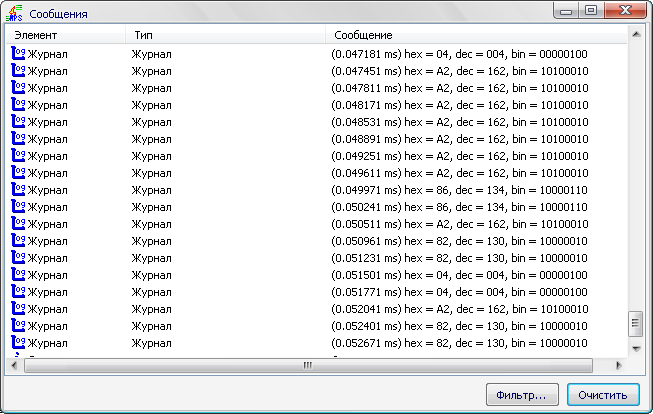 Сообщения
Элемент Тип Сообщение
Журнал Журнал (0.047181 ms) hex = 04, dec = 004, bin = 00000100
Журнал Журнал (0.047451 ms) hex = A2, dec = 162, bin = 10100010
Журнал Журнал (0.047811 ms) hex = A2, dec = 162, bin = 10100010
Журнал Журнал (0.048171 ms) hex = A2, dec = 162, bin = 10100010
Журнал Журнал (0.048531 ms) hex = A2, dec = 162, bin = 10100010
Журнал Журнал (0.048891 ms) hex = A2, dec = 162, bin = 10100010
Журнал Журнал (0.049251 ms) hex = A2, dec = 162, bin = 10100010
Журнал Журнал (0.049611 ms) hex = A2, dec = 162, bin = 10100010
Журнал Журнал (0.049971 ms) hex = 86, dec = 134, bin = 10000110
Журнал Журнал (0.050241 ms) hex = 86, dec = 134, bin = 10000110
Журнал Журнал (0.050511 ms) hex = A2, dec = 162, bin = 10100010
Журнал Журнал (0.050961 ms) hex = 82, dec = 130, bin = 10000010
Журнал Журнал (0.051231 ms) hex = 82, dec = 130, bin = 10000010
Журнал Журнал (0.051501 ms) hex = 04, dec = 004, bin = 00000100
Журнал Журнал (0.051771 ms) hex = 04, dec = 004, bin = 00000100
Журнал Журнал (0.052041 ms) hex = A2, dec = 162, bin = 10100010
Журнал Журнал (0.052401 ms) hex = 82, dec = 130, bin = 10000010
Журнал Журнал (0.052671 ms) hex = 82, dec = 130, bin = 10000010
Фильтр... Очистить